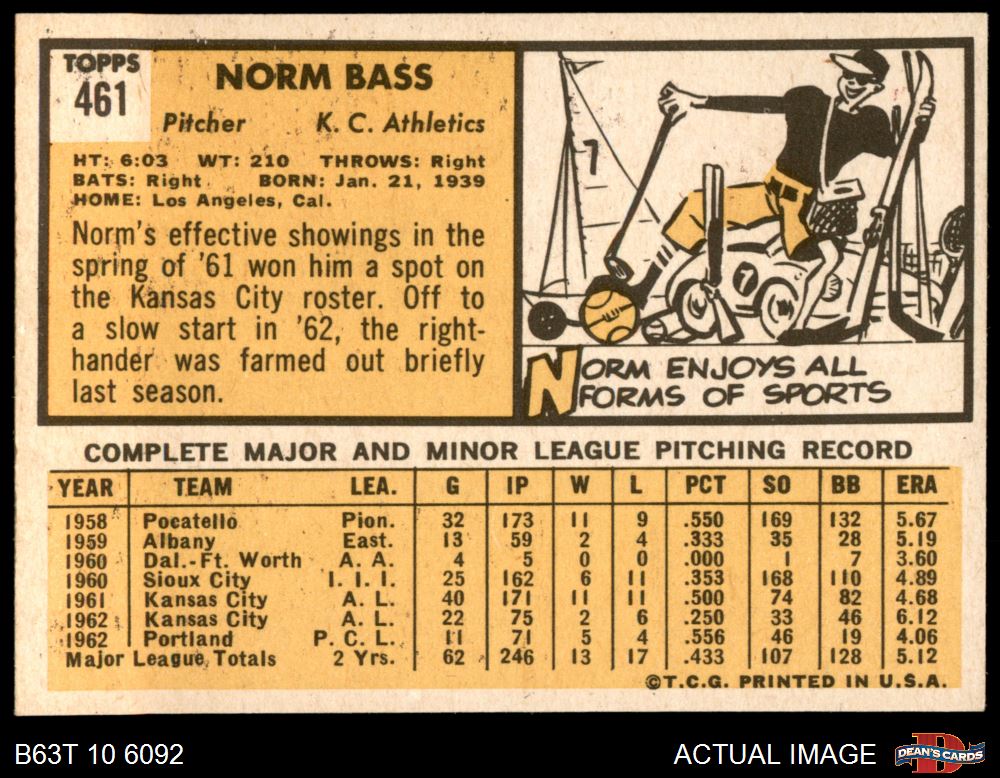 TOPPS
461
NORM BASS
Pitcher K. C. Athletics
HT: 6:03 WT: 210 THROWS: Right
BATS: Right BORN: Jan. 21, 1939
HOME: Los Angeles, Cal.
Norm's effective showings in the
spring of '61 won him a spot on
the Kansas City roster. Off to
a slow start in '62, the right-
hander was farmed out briefly
last season.
7
7
NORM ENJOYS ALL
FORMS OF SPORTS
COMPLETE MAJOR AND MINOR LEAGUE PITCHING RECORD
YEAR TEAM LEA. G IP W L PCT SO BB ERA
1958 Pocatello Pion. 32 173 11 9 .550 169 132 5.67
1959 Albany East. 13 59 2 4 .333 35 28 5.19
1960 Dal.-Ft. Worth A. A. 4 5 0 0 .000 1 7 3.60
1960 Sioux City I. I. I. 25 162 6 11 .353 168 110 4.89
1961 Kansas City A. L. 40 171 11 11 .500 74 82 4.68
1962 Kansas City A. L. 22 75 2 6 .250 33 46 6.12
1962 Portland P. C. L. 11 71 5 4 .556 46 19 4.06
Major League Totals 2 Yrs. 62 246 13 17 .433 107 128 5.12
©T.C.G. PRINTED IN U.S.A.
B63T 10 6092 ACTUAL IMAGE D DEAN'S CARDS